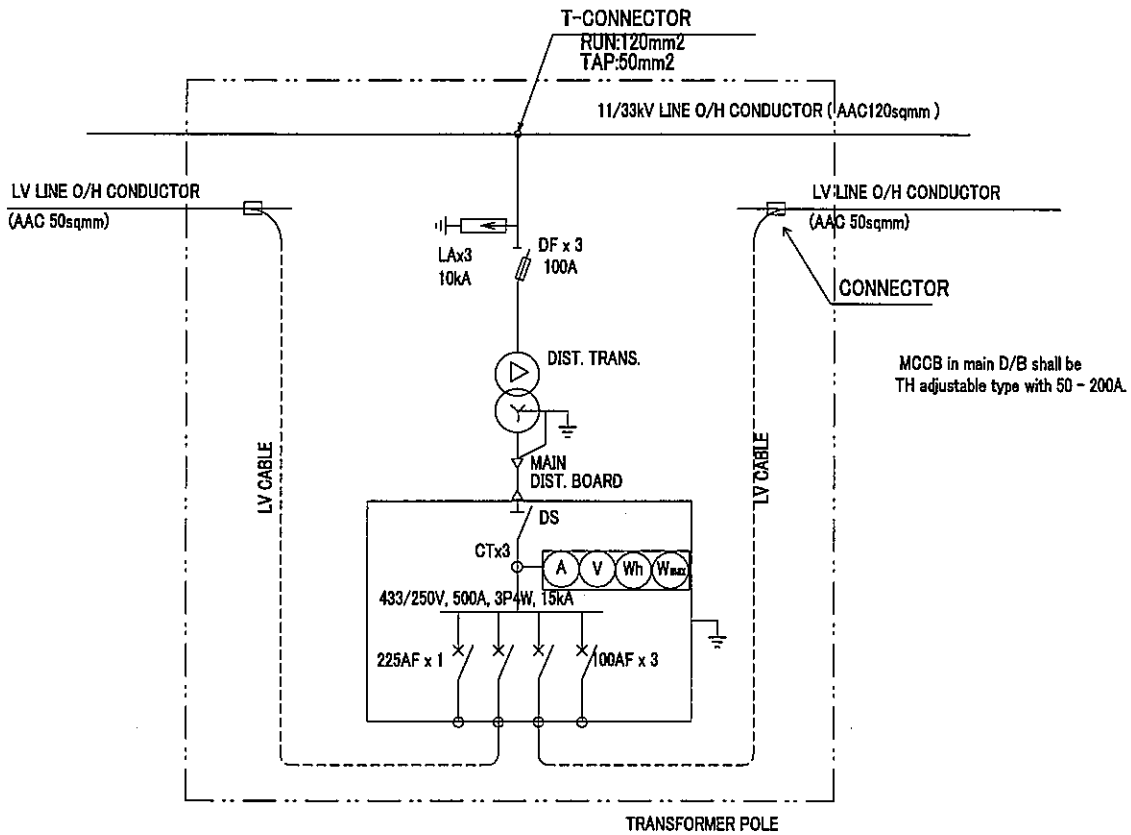 T-CONNECTOR
RUN:120mm2
TAP:50mm2
11/33kV LINE O/H CONDUCTOR ( AAC120sqmm )
LV LINE O/H CONDUCTOR
(AAC 50sqmm)
LV LINE O/H CONDUCTOR
(AAC 50sqmm)
LAx3
10kA
DF x 3
100A
CONNECTOR
DIST. TRANS.
MCCB in main D/B shall be
TH adjustable type with 50 - 200A.
LV CABLE
LV CABLE
MAIN
DIST. BOARD
DS
CTx3
A V Wh Wmax
433/250V, 500A, 3P4W, 15kA
225AF x 1
100AF x 3
TRANSFORMER POLE